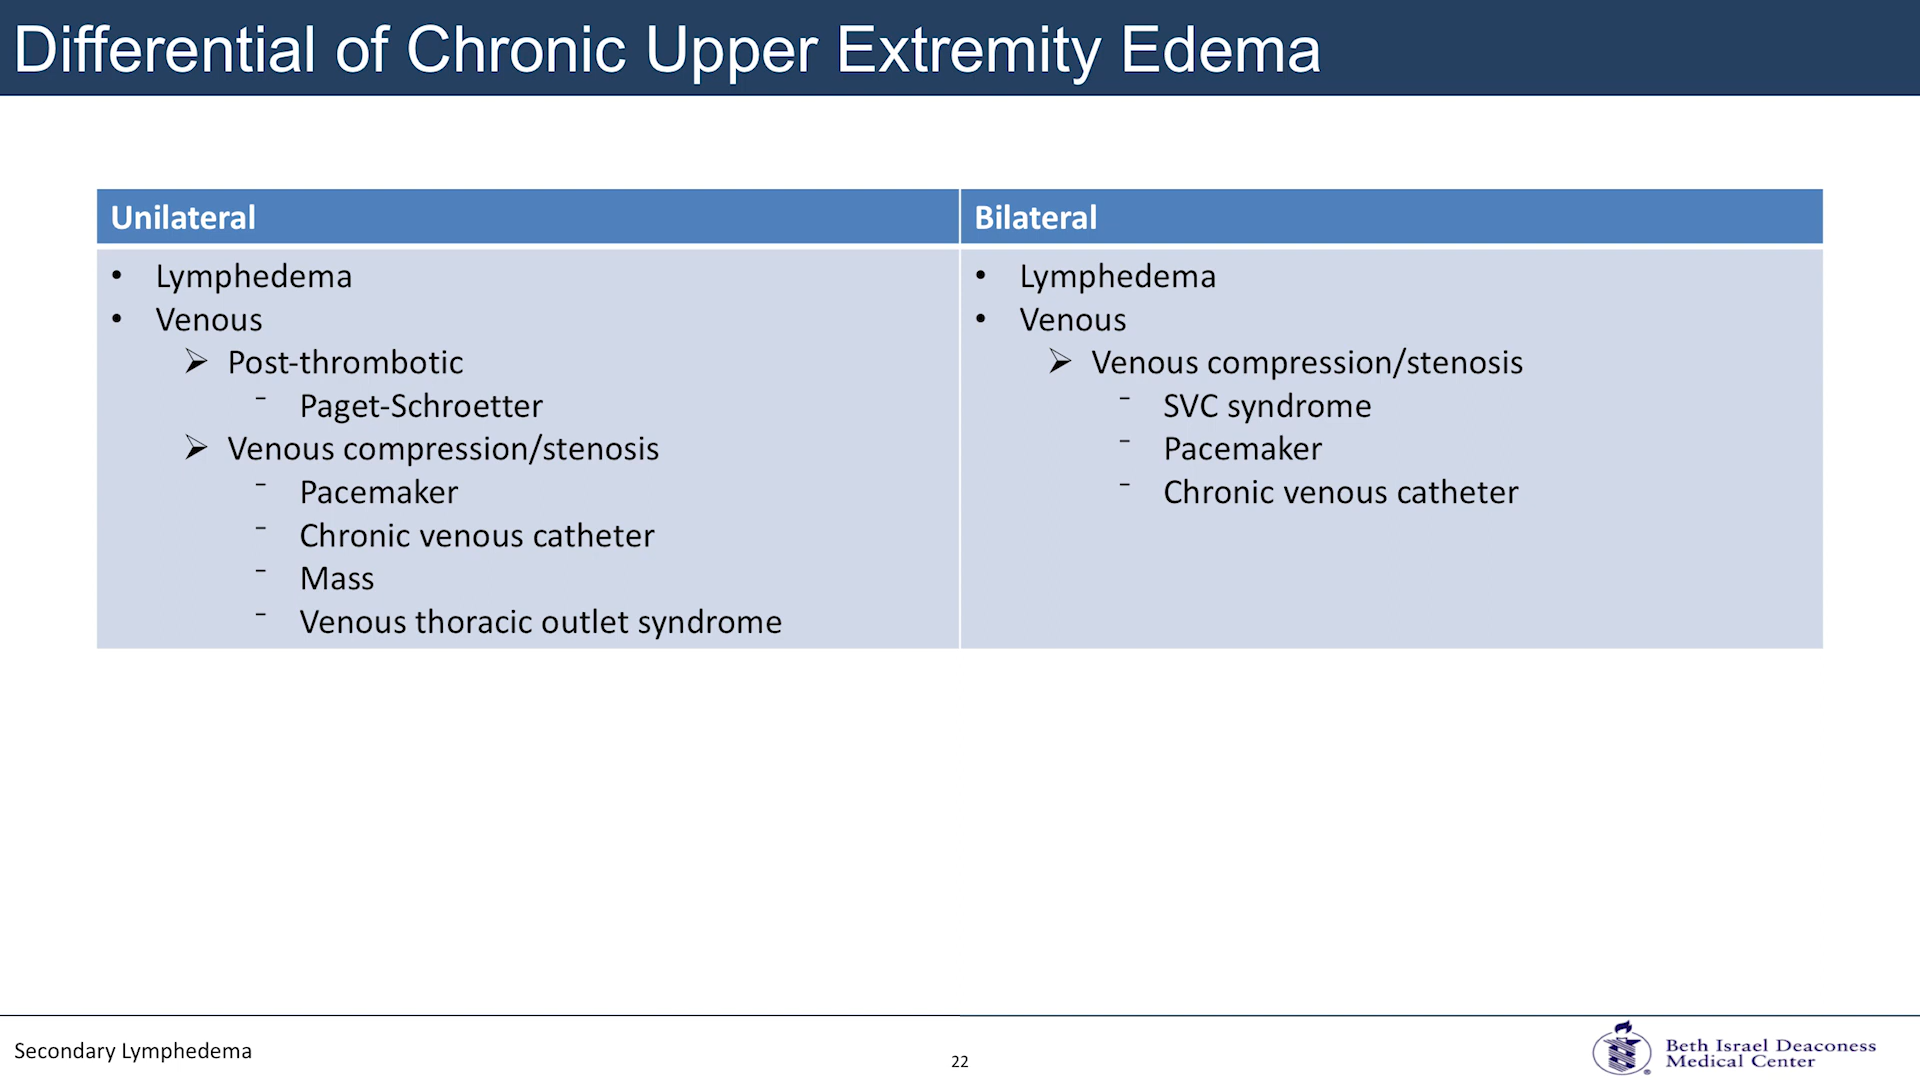 Differential of Chronic Upper Extremity Edema
Unilateral
• Lymphedema
• Venous
➢ Post-thrombotic
⁻ Paget-Schroetter
➢ Venous compression/stenosis
⁻ Pacemaker
⁻ Chronic venous catheter
⁻ Mass
⁻ Venous thoracic outlet syndrome
Bilateral
• Lymphedema
• Venous
➢ Venous compression/stenosis
⁻ SVC syndrome
⁻ Pacemaker
⁻ Chronic venous catheter
Secondary Lymphedema
22
Beth Israel Deaconess
Medical Center